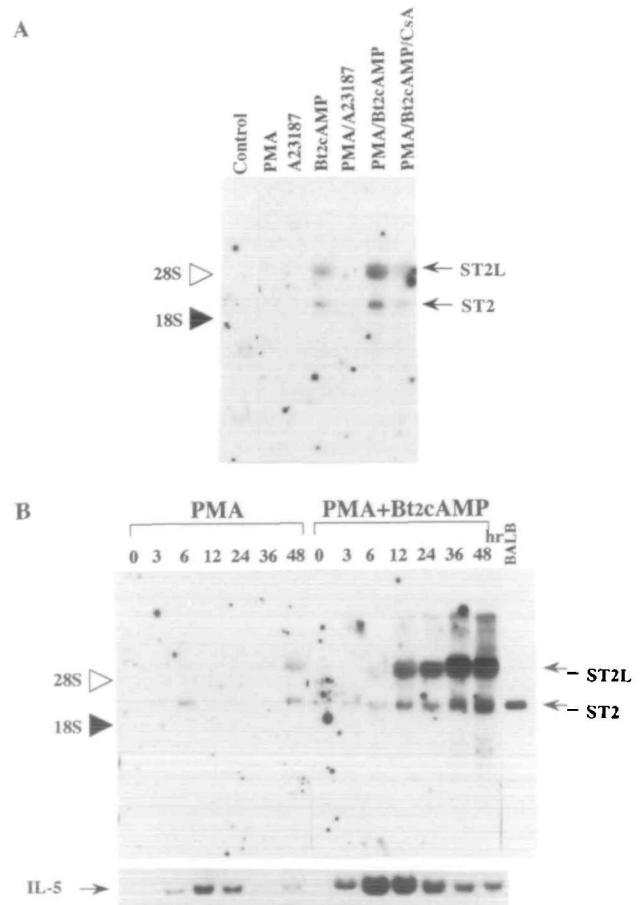 A
Control
PMA
A23187
Bt2cAMP
PMA/A23187
PMA/Bt2cAMP
PMA/Bt2cAMP/CsA
28S
ST2L
18S
ST2
B
PMA
PMA+Bt2cAMP
0 3 6 12 24 36 48 0 3 6 12 24 36 48 hr BALB
28S
ST2L
18S
ST2
IL-5